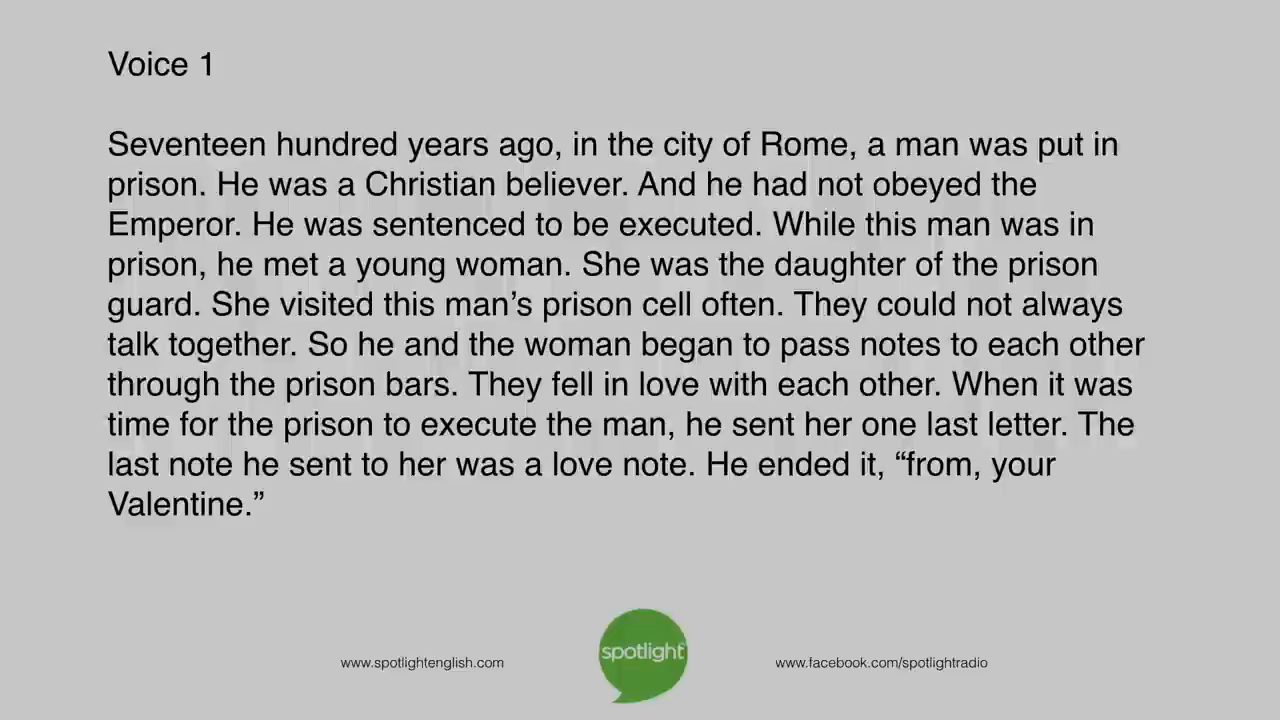 Voice 1
Seventeen hundred years ago, in the city of Rome, a man was put in
prison. He was a Christian believer. And he had not obeyed the
Emperor. He was sentenced to be executed. While this man was in
prison, he met a young woman. She was the daughter of the prison
guard. She visited this man’s prison cell often. They could not always
talk together. So he and the woman began to pass notes to each other
through the prison bars. They fell in love with each other. When it was
time for the prison to execute the man, he sent her one last letter. The
last note he sent to her was a love note. He ended it, “from, your
Valentine.”
www.spotlightenglish.com
spotlight
www.facebook.com/spotlightradio